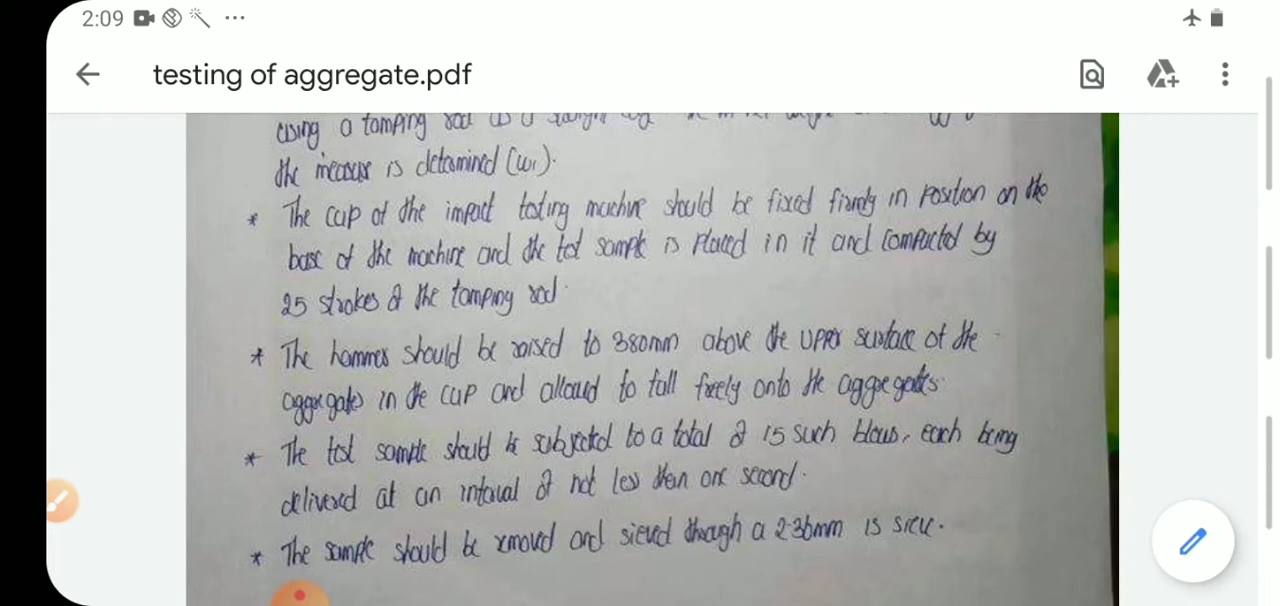 2:09
testing of aggregate.pdf
using a tamping rod as a straight
the measure is determined (W1).
* The cup of the impact testing machine should be fixed firmly in position on the
base of the machine and the test sample is placed in it and compacted by
25 strokes of the tamping rod.
* The hammer should be raised to 380mm above the upper surface of the
aggregates in the cup and allowed to fall freely onto the aggregates.
* The test sample should be subjected to a total of 15 such blows, each being
delivered at an interval of not less than one second.
* The sample should be removed and sieved through a 2.36mm IS sieve.